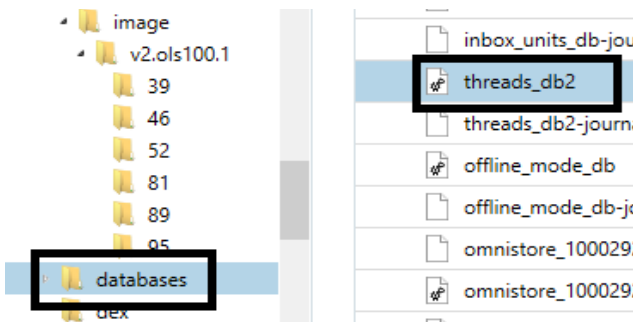 image
v2.ols100.1
39
46
52
81
89
95
databases
dex
inbox_units_db-jou
threads_db2
threads_db2-journa
offline_mode_db
offline_mode_db-jo
omnistore_1000292
omnistore_1000292